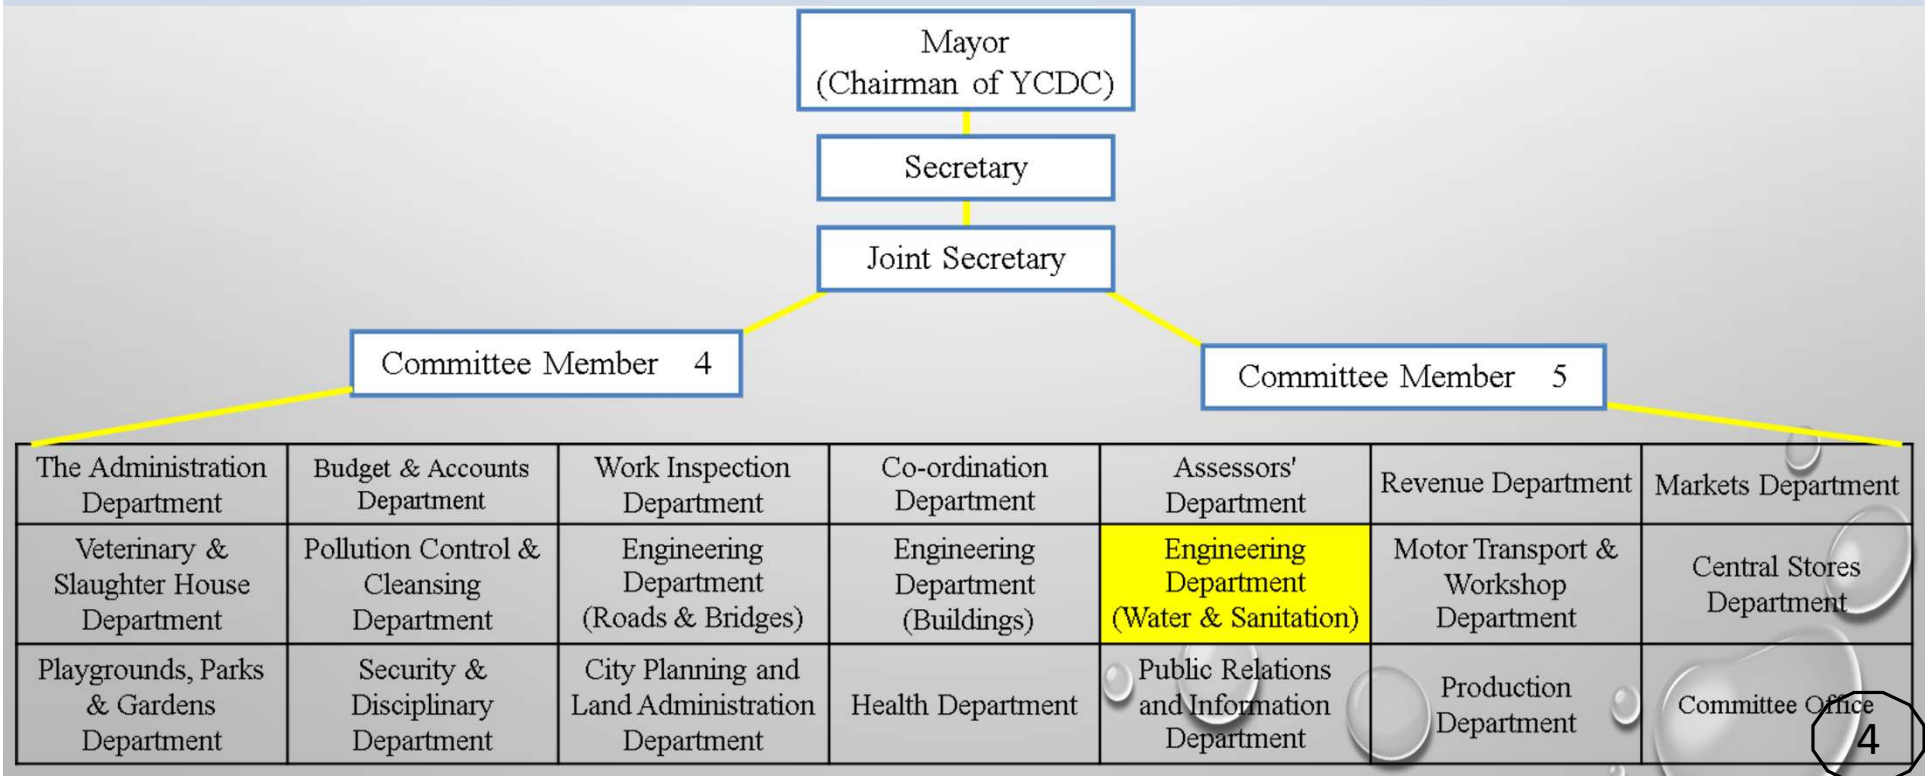 Mayor
(Chairman of YCDC)
Secretary
Joint Secretary
Committee Member 4
Committee Member 5
The Administration
Department
Budget & Accounts
Department
Work Inspection
Department
Co-ordination
Department
Assessors'
Department
Revenue Department
Markets Department
Veterinary &
Slaughter House
Department
Pollution Control &
Cleansing
Department
Engineering
Department
(Roads & Bridges)
Engineering
Department
(Buildings)
Engineering
Department
(Water & Sanitation)
Motor Transport &
Workshop
Department
Central Stores
Department
Playgrounds, Parks
& Gardens
Department
Security &
Disciplinary
Department
City Planning and
Land Administration
Department
Health Department
Public Relations
and Information
Department
Production
Department
Committee Office
4